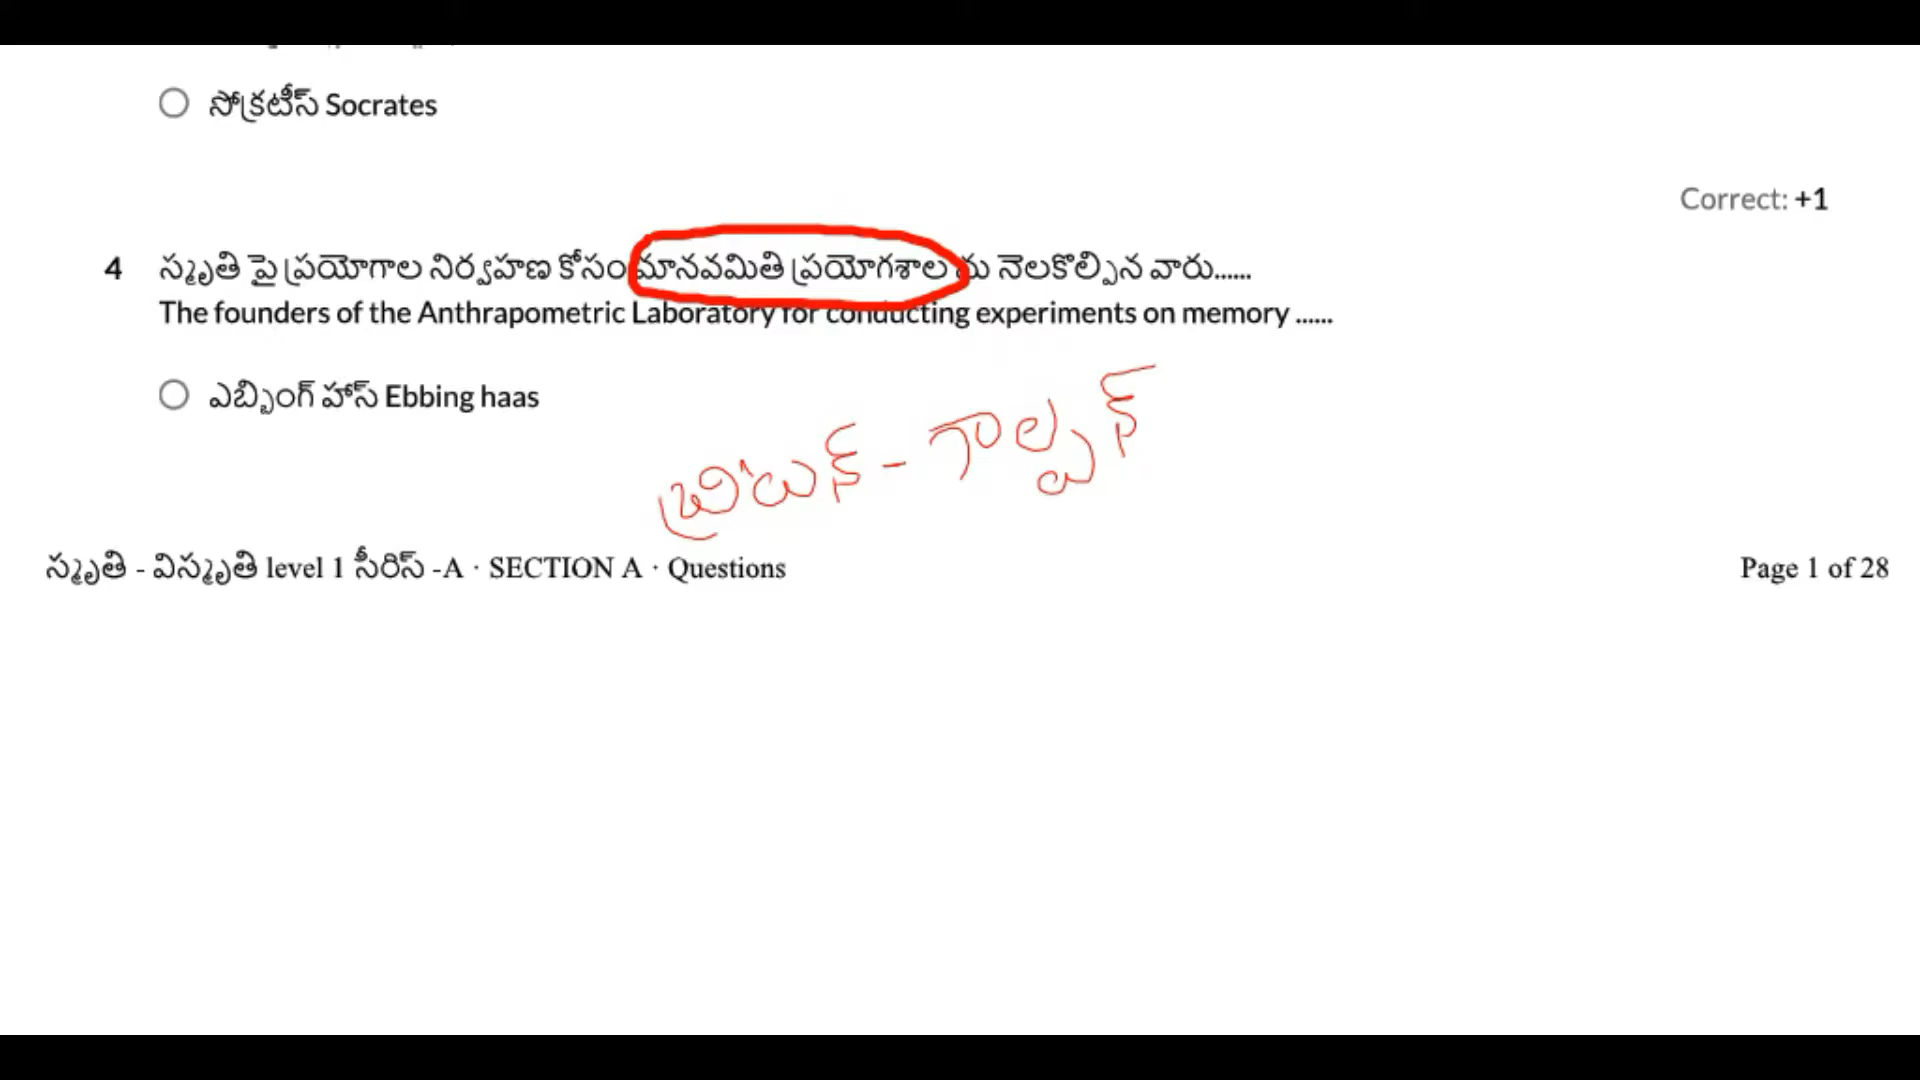 సోక్రటీస్ Socrates
Correct: +1
4 స్మృతి పై ప్రయోగాల నిర్వహణ కోసం మానవమితి ప్రయోగశాల ను నెలకొల్పిన వారు......
The founders of the Anthrapometric Laboratory for conducting experiments on memory ......
ఎబ్బింగ్ హాస్ Ebbing haas
బ్రిటన్ - గాల్టన్
స్మృతి - విస్మృతి level 1 సీరిస్ -A · SECTION A · Questions
Page 1 of 28